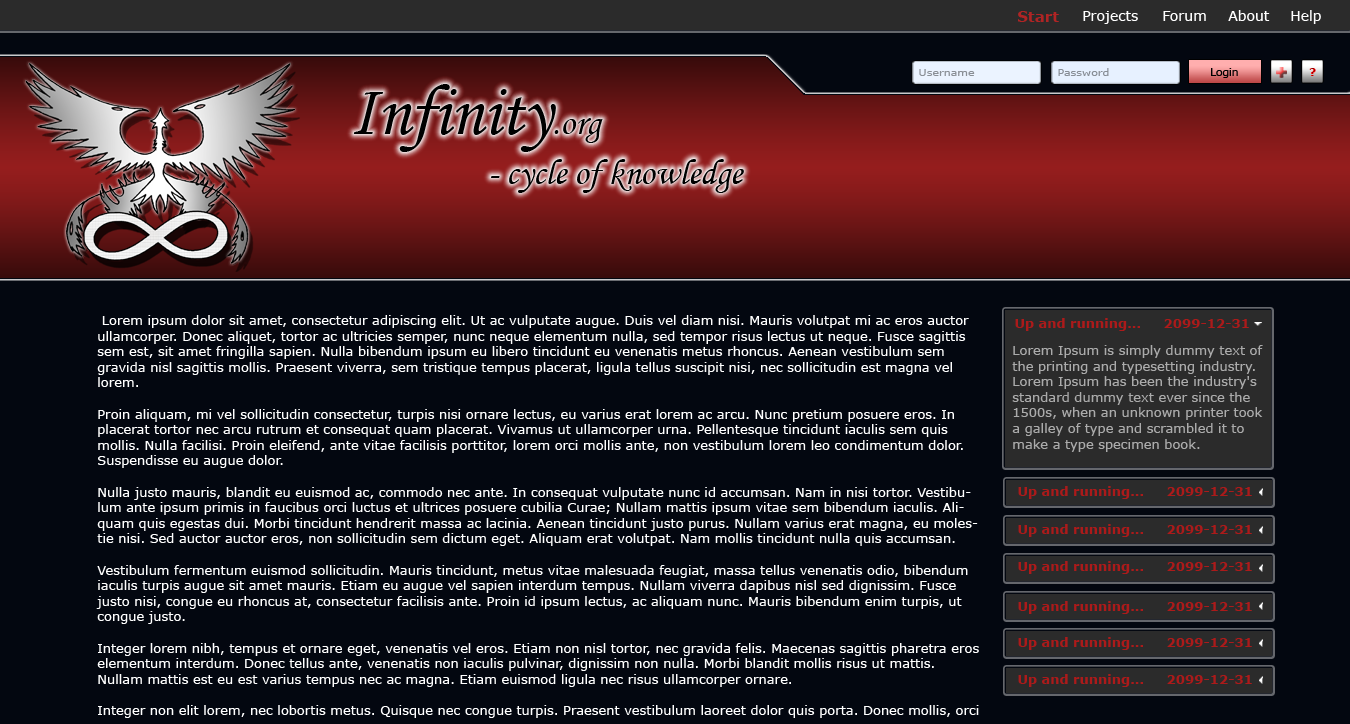 Start Projects Forum About Help
Username Password Login ?
Infinity.org
- cycle of knowledge
Lorem ipsum dolor sit amet, consectetur adipiscing elit. Ut ac vulputate augue. Duis vel diam nisi. Mauris volutpat mi ac eros auctor
ullamcorper. Donec aliquet, tortor ac ultricies semper, nunc neque elementum nulla, sed tempor risus lectus ut neque. Fusce sagittis
sem est, sit amet fringilla sapien. Nulla bibendum ipsum eu libero tincidunt eu venenatis metus rhoncus. Aenean vestibulum sem
gravida nisl sagittis mollis. Praesent viverra, sem tristique tempus placerat, ligula tellus suscipit nisi, nec sollicitudin est magna vel
lorem.
Proin aliquam, mi vel sollicitudin consectetur, turpis nisi ornare lectus, eu varius erat lorem ac arcu. Nunc pretium posuere eros. In
placerat tortor nec arcu rutrum et consequat quam placerat. Vivamus ut ullamcorper urna. Pellentesque tincidunt iaculis sem quis
mollis. Nulla facilisi. Proin eleifend, ante vitae facilisis porttitor, lorem orci mollis ante, non vestibulum lorem leo condimentum dolor.
Suspendisse eu augue dolor.
Nulla justo mauris, blandit eu euismod ac, commodo nec ante. In consequat vulputate nunc id accumsan. Nam in nisi tortor. Vestibu-
lum ante ipsum primis in faucibus orci luctus et ultrices posuere cubilia Curae; Nullam mattis ipsum vitae sem bibendum iaculis. Ali-
quam quis egestas dui. Morbi tincidunt hendrerit massa ac lacinia. Aenean tincidunt justo purus. Nullam varius erat magna, eu moles-
tie nisi. Sed auctor auctor eros, non sollicitudin sem dictum eget. Aliquam erat volutpat. Nam mollis tincidunt nulla quis accumsan.
Vestibulum fermentum euismod sollicitudin. Mauris tincidunt, metus vitae malesuada feugiat, massa tellus venenatis odio, bibendum
iaculis turpis augue sit amet mauris. Etiam eu augue vel sapien interdum tempus. Nullam viverra dapibus nisl sed dignissim. Fusce
justo nisi, congue eu rhoncus at, consectetur facilisis ante. Proin id ipsum lectus, ac aliquam nunc. Mauris bibendum enim turpis, ut
congue justo.
Integer lorem nibh, tempus et ornare eget, venenatis vel eros. Etiam non nisl tortor, nec gravida felis. Maecenas sagittis pharetra eros
elementum interdum. Donec tellus ante, venenatis non iaculis pulvinar, dignissim non nulla. Morbi blandit mollis risus ut mattis.
Nullam mattis est eu est varius tempus nec ac magna. Etiam euismod ligula nec risus ullamcorper ornare.
Integer non elit lorem, nec lobortis metus. Quisque nec congue turpis. Praesent vestibulum laoreet dolor quis porta. Donec mollis, orci
Up and running... 2099-12-31
Lorem Ipsum is simply dummy text of
the printing and typesetting industry.
Lorem Ipsum has been the industry's
standard dummy text ever since the
1500s, when an unknown printer took
a galley of type and scrambled it to
make a type specimen book.
Up and running... 2099-12-31
Up and running... 2099-12-31
Up and running... 2099-12-31
Up and running... 2099-12-31
Up and running... 2099-12-31
Up and running... 2099-12-31